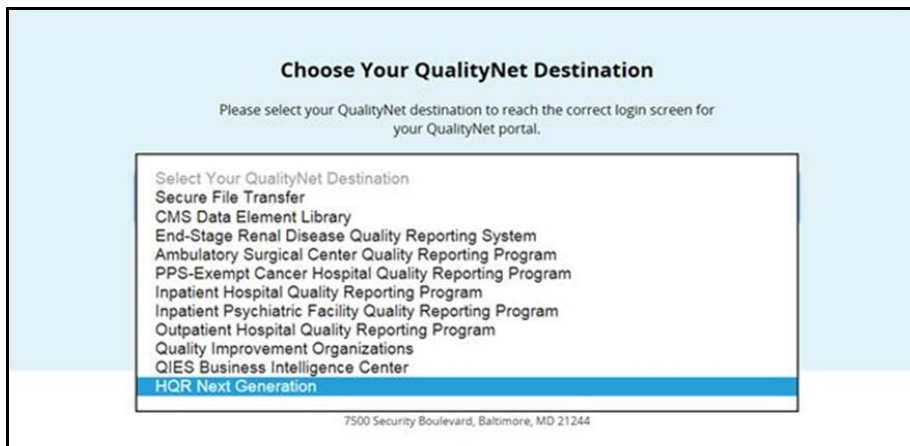 Choose Your QualityNet Destination
Please select your QualityNet destination to reach the correct login screen for
your QualityNet portal.
Select Your QualityNet Destination
Secure File Transfer
CMS Data Element Library
End-Stage Renal Disease Quality Reporting System
Ambulatory Surgical Center Quality Reporting Program
PPS-Exempt Cancer Hospital Quality Reporting Program
Inpatient Hospital Quality Reporting Program
Inpatient Psychiatric Facility Quality Reporting Program
Outpatient Hospital Quality Reporting Program
Quality Improvement Organizations
QIES Business Intelligence Center
HQR Next Generation
7500 Security Boulevard, Baltimore, MD 21244